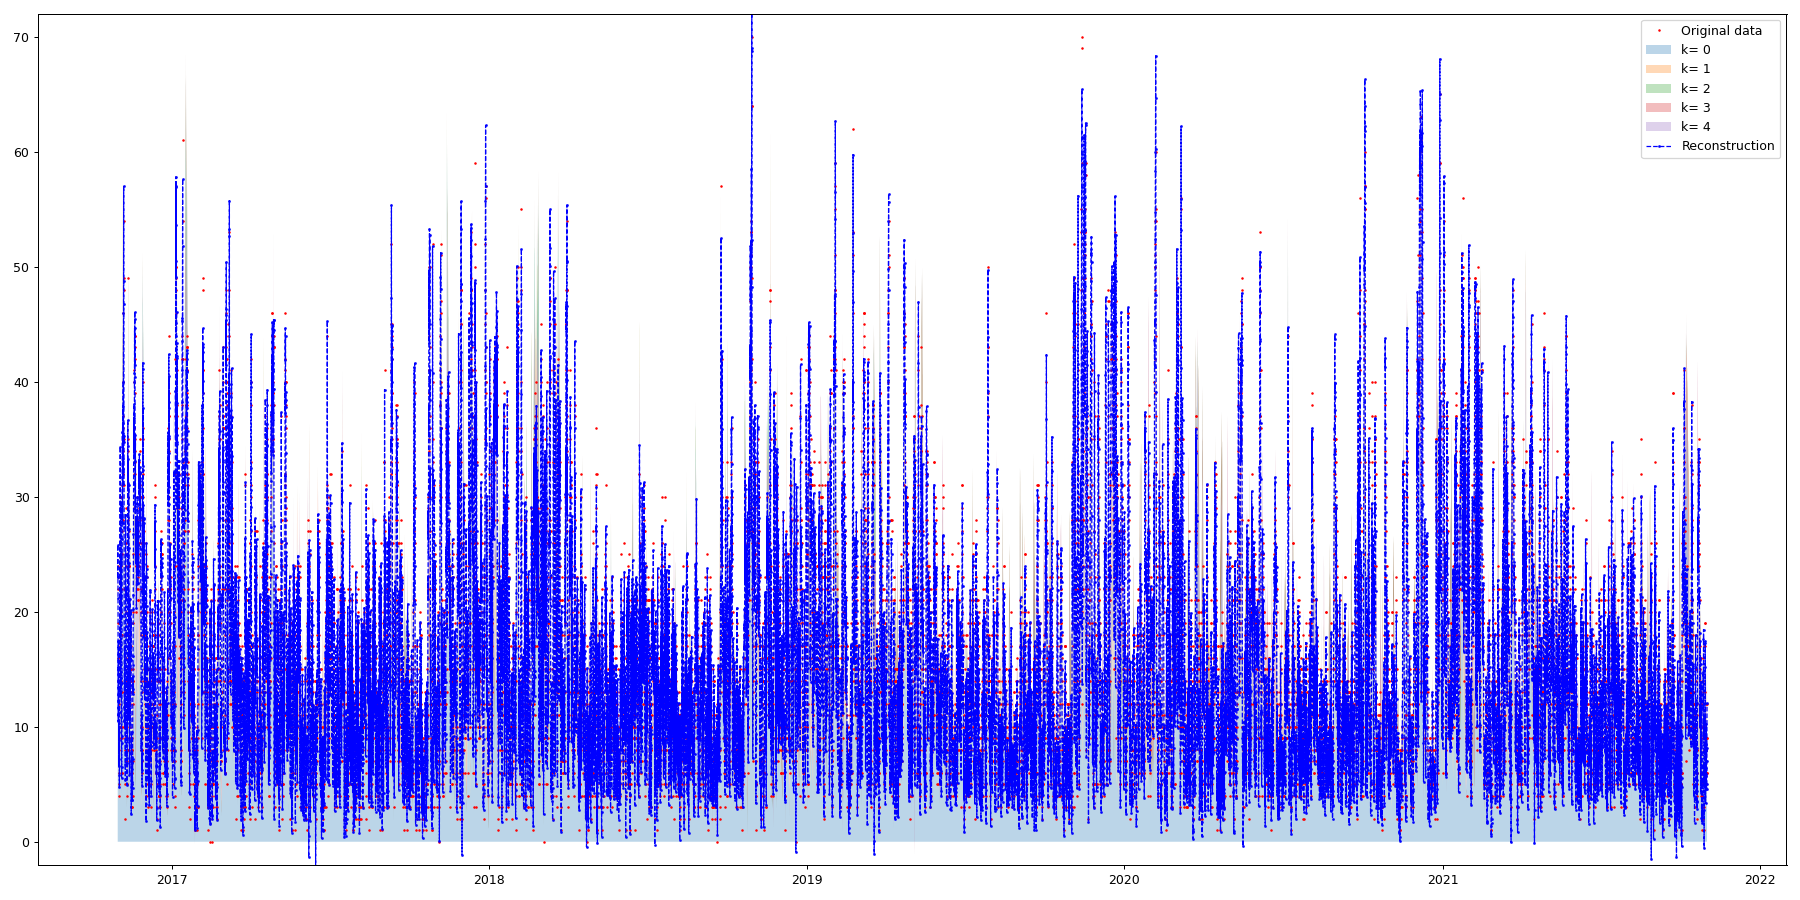 70
60
50
40
30
20
10
0
2017
2018
2019
2020
2021
2022
Original data
k= 0
k= 1
k= 2
k= 3
k= 4
Reconstruction